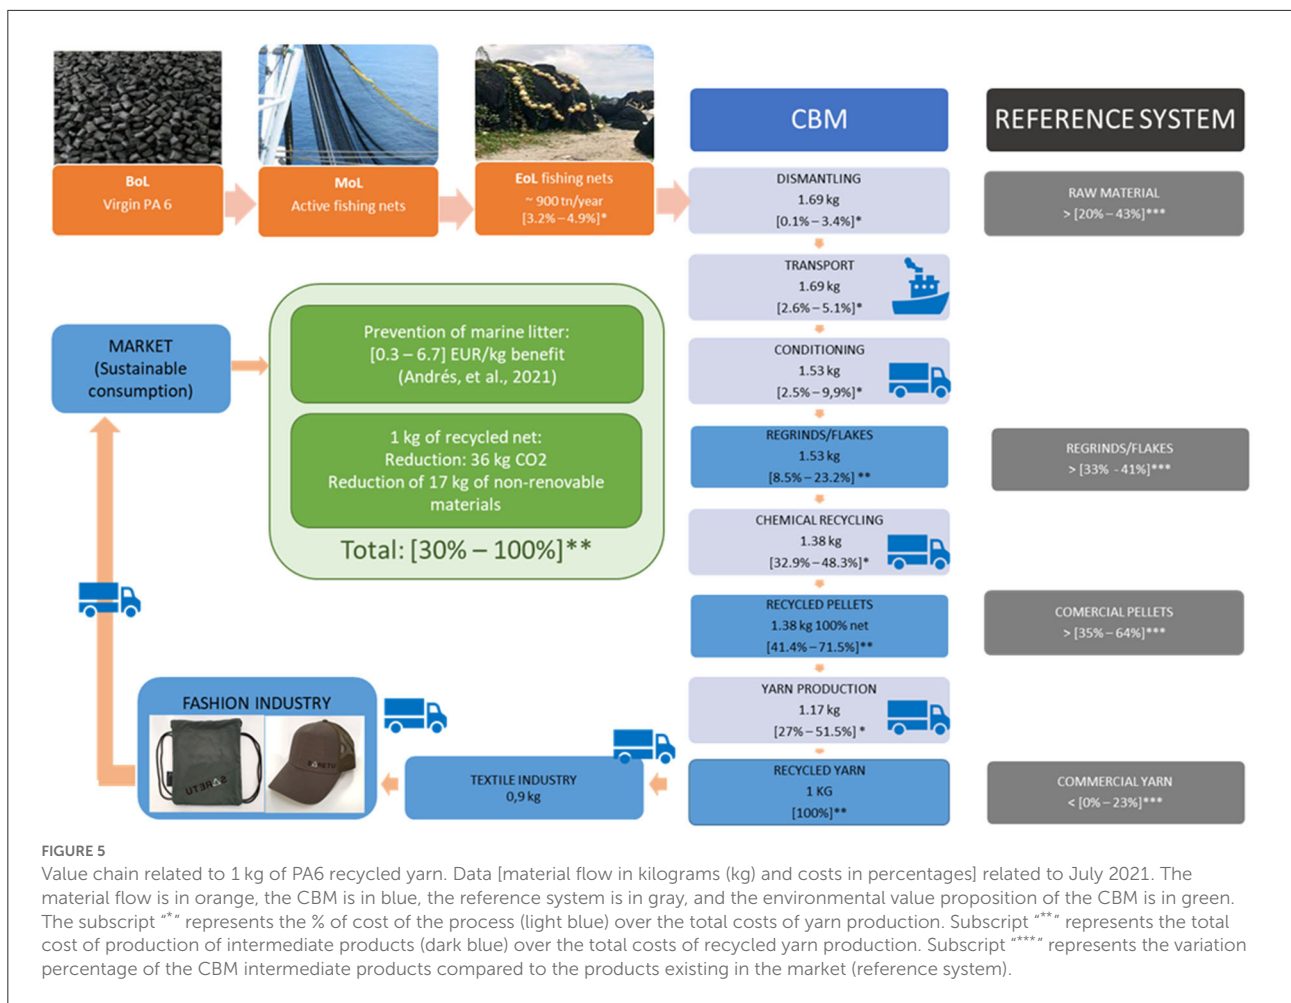 BoL
Virgin PA 6
MoL
Active fishing nets
EoL fishing nets
~ 900 tn/year
[3.2% – 4.9%]*
CBM
REFERENCE SYSTEM
DISMANTLING
1.69 kg
[0.1% – 3.4%]*
RAW MATERIAL
> [20% – 43%]***
TRANSPORT
1.69 kg
[2.6% – 5.1%]*
CONDITIONING
1.53 kg
[2.5% – 9,9%]*
REGRINDS/FLAKES
1.53 kg
[8.5% – 23.2%] **
REGRINDS/FLAKES
> [33% - 41%]***
CHEMICAL RECYCLING
1.38 kg
[32.9% – 48.3%]*
RECYCLED PELLETS
1.38 kg 100% net
[41.4% – 71.5%]**
COMERCIAL PELLETS
> [35% – 64%]***
YARN PRODUCTION
1.17 kg
[27% – 51.5%] *
RECYCLED YARN
1 KG
[100%]**
COMMERCIAL YARN
< [0% – 23%]***
TEXTILE INDUSTRY
0,9 kg
FASHION INDUSTRY
MARKET
(Sustainable
consumption)
Prevention of marine litter:
[0.3 – 6.7] EUR/kg benefit
(Andrés, et al., 2021)
1 kg of recycled net:
Reduction: 36 kg CO2
Reduction of 17 kg of non-renovable
materials
Total: [30% – 100%]**
FIGURE 5
Value chain related to 1 kg of PA6 recycled yarn. Data [material flow in kilograms (kg) and costs in percentages] related to July 2021. The
material flow is in orange, the CBM is in blue, the reference system is in gray, and the environmental value proposition of the CBM is in green.
The subscript "*" represents the % of cost of the process (light blue) over the total costs of yarn production. Subscript "**" represents the total
cost of production of intermediate products (dark blue) over the total costs of recycled yarn production. Subscript "***" represents the variation
percentage of the CBM intermediate products compared to the products existing in the market (reference system).